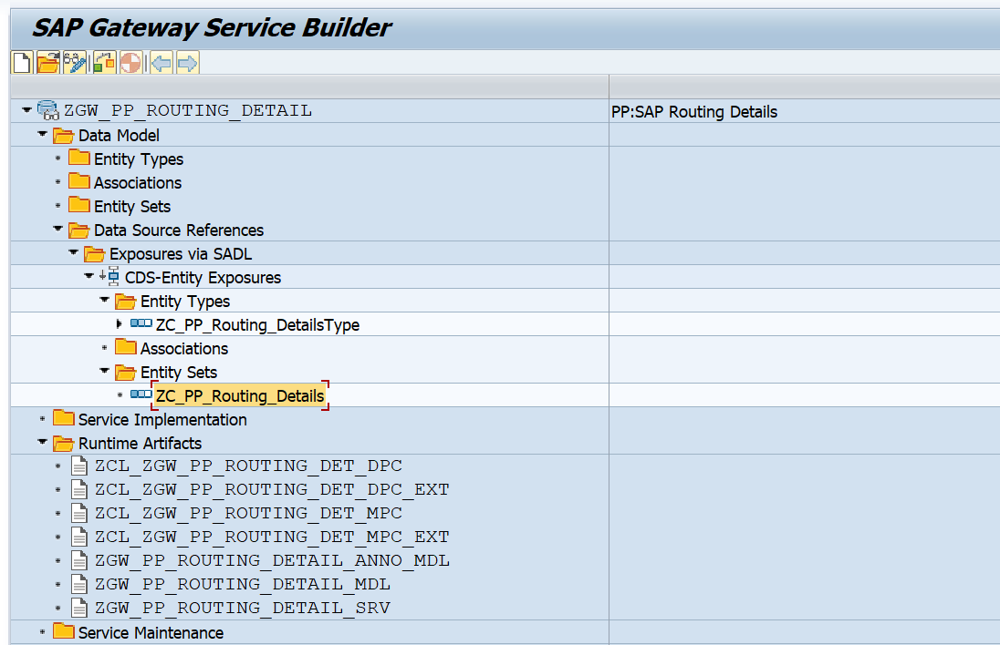 SAP Gateway Service Builder
ZGW_PP_ROUTING_DETAIL PP:SAP Routing Details
Data Model
Entity Types
Associations
Entity Sets
Data Source References
Exposures via SADL
CDS-Entity Exposures
Entity Types
ZC_PP_Routing_DetailsType
Associations
Entity Sets
ZC_PP_Routing_Details
Service Implementation
Runtime Artifacts
ZCL_ZGW_PP_ROUTING_DET_DPC
ZCL_ZGW_PP_ROUTING_DET_DPC_EXT
ZCL_ZGW_PP_ROUTING_DET_MPC
ZCL_ZGW_PP_ROUTING_DET_MPC_EXT
ZGW_PP_ROUTING_DETAIL_ANNO_MDL
ZGW_PP_ROUTING_DETAIL_MDL
ZGW_PP_ROUTING_DETAIL_SRV
Service Maintenance